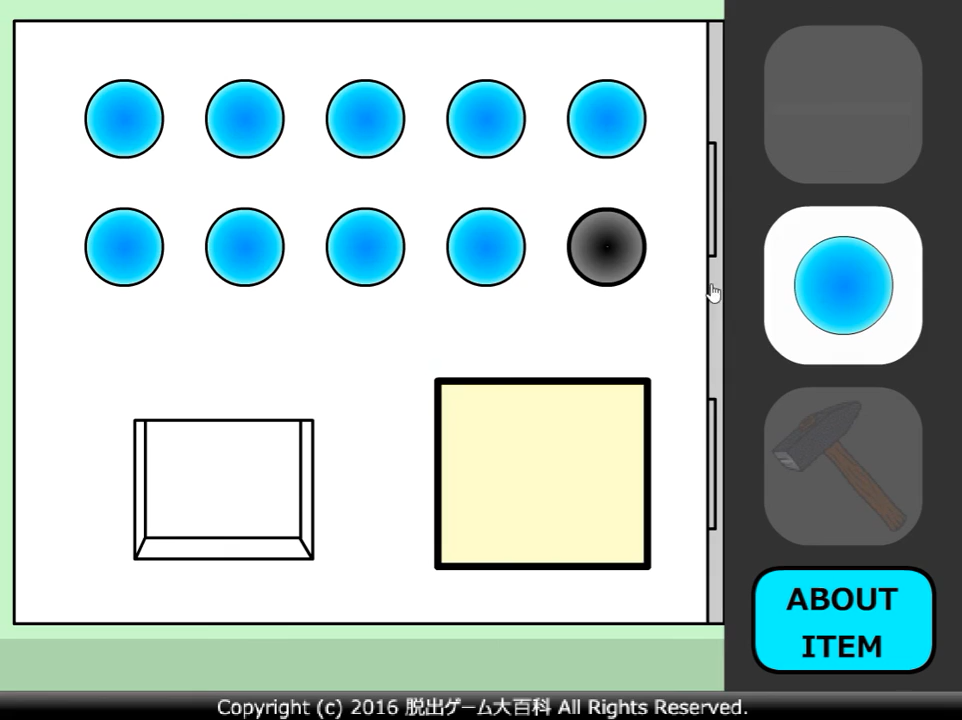 ABOUT
ITEM
Copyright (c) 2016 脱出ゲーム大百科 All Rights Reserved.